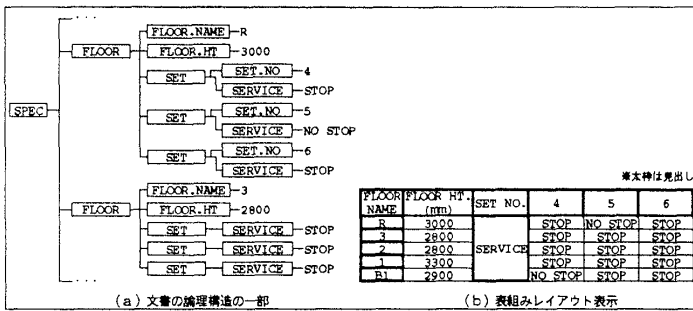 ...
FLOOR.NAME R
FLOOR FLOOR.HT 3000
SET SET.NO 4
SERVICE STOP
SPEC
SET SET.NO 5
SERVICE NO STOP
SET SET.NO 6
SERVICE STOP
FLOOR.NAME 3
FLOOR FLOOR.HT 2800
SET SERVICE STOP
SET SERVICE STOP
SET SERVICE STOP
...
(a) 文書の論理構造の一部
※太枠は見出し
FLOOR NAME FLOOR HT. (mm) SET NO. 4 5 6
R 3000 STOP NO STOP STOP
3 2800 STOP STOP STOP
2 2800 SERVICE STOP STOP STOP
1 3300 STOP STOP STOP
B1 2900 NO STOP STOP STOP
(b) 表組みレイアウト表示